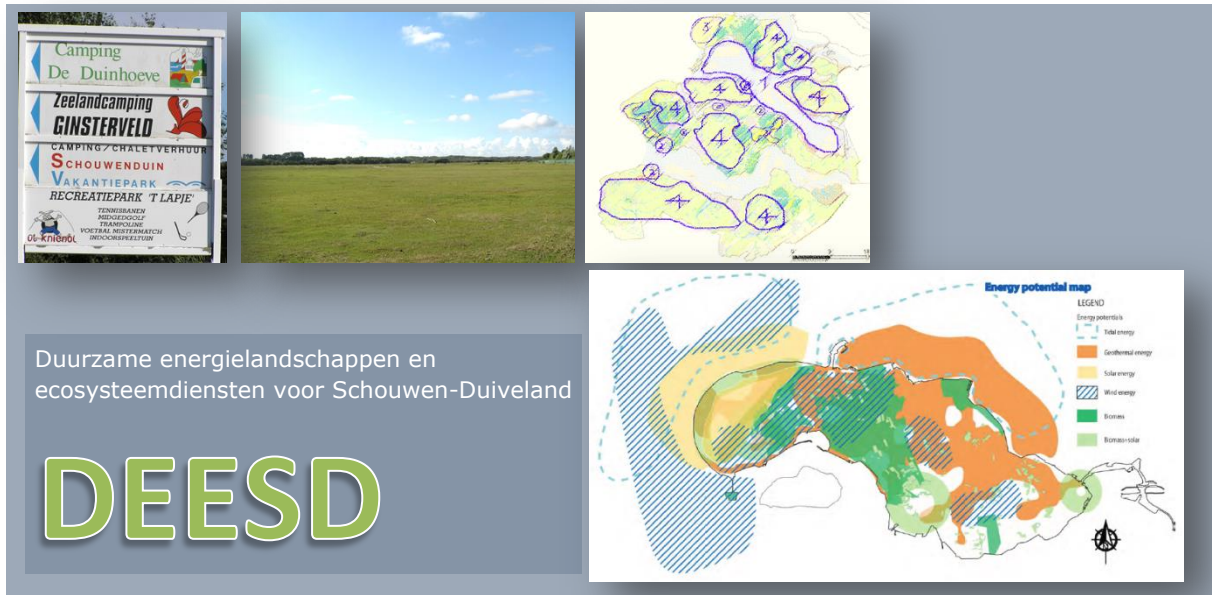 Camping
De Duinhoeve
Zeelandcamping
GINSTERVELD
CAMPING/CHALETVERHUUR
SCHOUWENDUIN
VAKANTIEPARK
RECREATIEPARK 'T LAPJE'
TENNISBANEN
MIDGEDGOLF
TRAMPOLINE
VOETBAL MISTERMATCH
INDOORSPEELTUIN
Energy potential map
LEGEND
Energy potentials
Tidal energy
Geothermal energy
Solar energy
Wind energy
Biomass
Biomass+solar
Duurzame energielandschappen en
ecosysteemdiensten voor Schouwen-Duiveland
DEESD